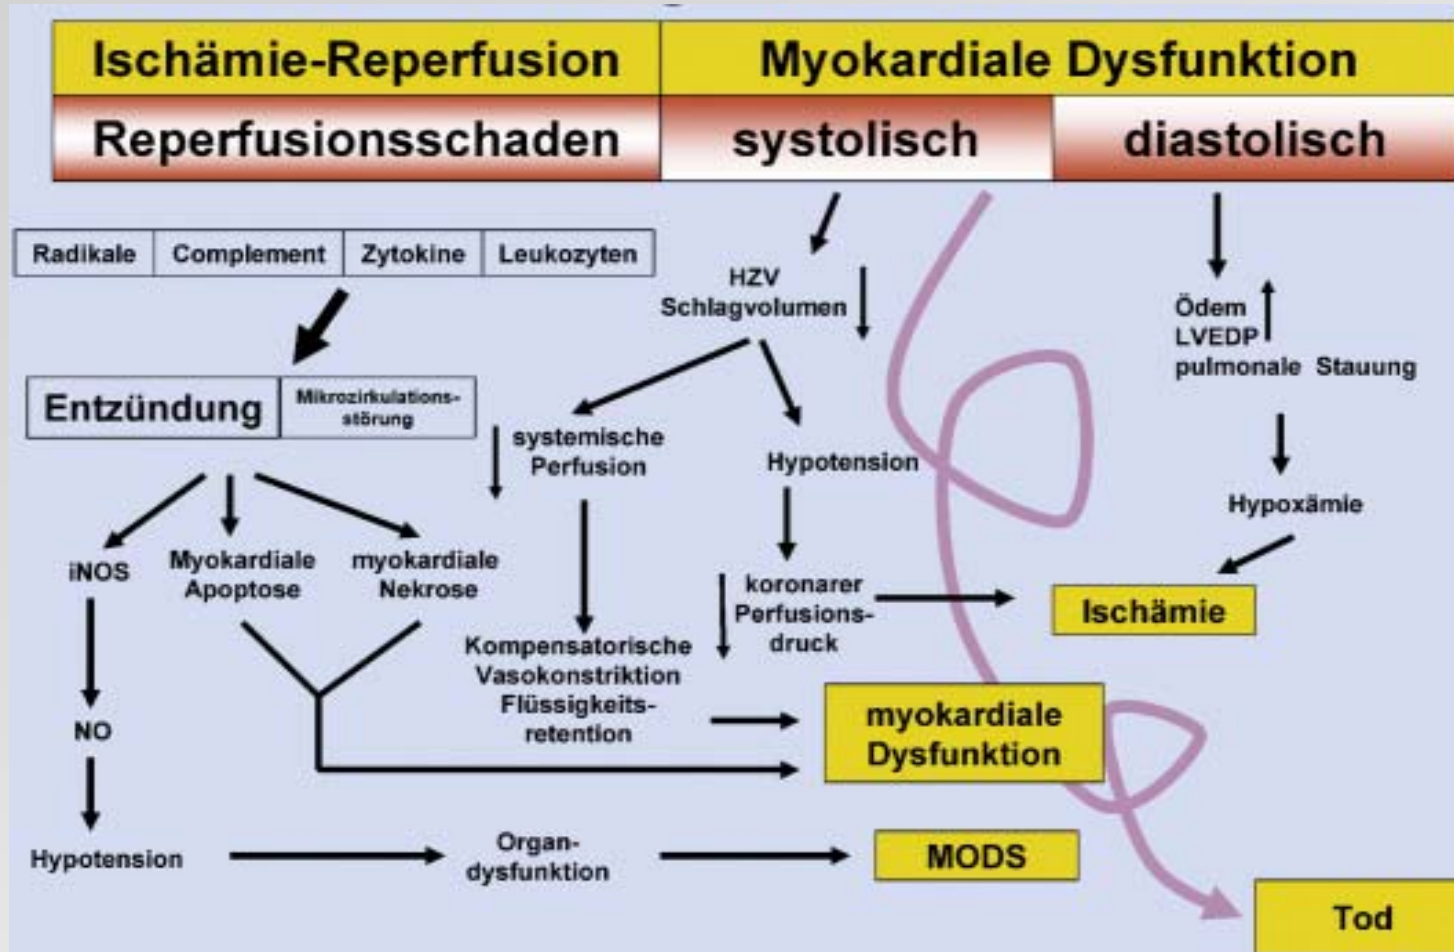 Ischämie-Reperfusion
Myokardiale Dysfunktion
Reperfusionsschaden
systolisch
diastolisch
Radikale
Complement
Zytokine
Leukozyten
HZV
Schlagvolumen
Ödem
LVEDP
pulmonale Stauung
Entzündung
Mikrozirkulations-
störung
systemische
Perfusion
Hypotension
Hypoxämie
iNOS
Myokardiale
Apoptose
myokardiale
Nekrose
koronarer
Perfusions-
druck
Ischämie
Kompensatorische
Vasokonstriktion
Flüssigkeits-
retention
myokardiale
Dysfunktion
NO
Hypotension
Organ-
dysfunktion
MODS
Tod